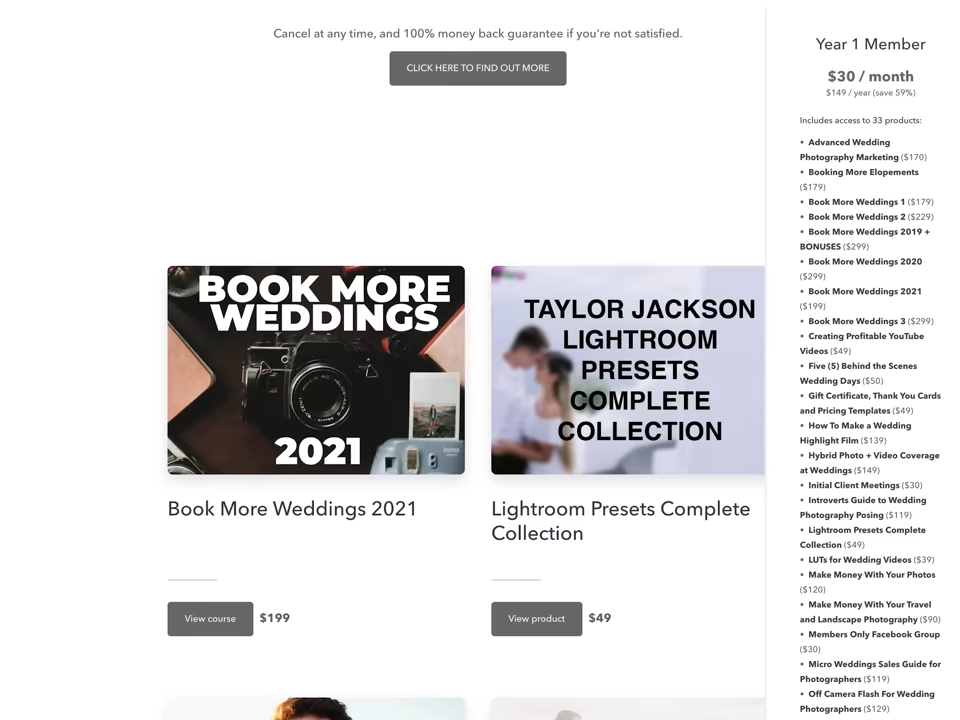 Cancel at any time, and 100% money back guarantee if you're not satisfied.
CLICK HERE TO FIND OUT MORE
BOOK MORE
WEDDINGS
2021
Book More Weddings 2021
View course
$199
TAYLOR JACKSON
LIGHTROOM
PRESETS
COMPLETE
COLLECTION
Lightroom Presets Complete
Collection
View product
$49
Year 1 Member
$30 / month
$149 / year (save 59%)
Includes access to 33 products:
• Advanced Wedding
Photography Marketing ($170)
• Booking More Elopements
($179)
• Book More Weddings 1 ($179)
• Book More Weddings 2 ($229)
• Book More Weddings 2019 +
BONUSES ($299)
• Book More Weddings 2020
($299)
• Book More Weddings 2021
($199)
• Book More Weddings 3 ($299)
• Creating Profitable YouTube
Videos ($49)
• Five (5) Behind the Scenes
Wedding Days ($50)
• Gift Certificate, Thank You Cards
and Pricing Templates ($49)
• How To Make a Wedding
Highlight Film ($139)
• Hybrid Photo + Video Coverage
at Weddings ($149)
• Initial Client Meetings ($30)
• Introverts Guide to Wedding
Photography Posing ($119)
• Lightroom Presets Complete
Collection ($49)
• LUTs for Wedding Videos ($39)
• Make Money With Your Photos
($120)
• Make Money With Your Travel
and Landscape Photography ($90)
• Members Only Facebook Group
($30)
• Micro Weddings Sales Guide for
Photographers ($119)
• Off Camera Flash For Wedding
Photographers ($129)